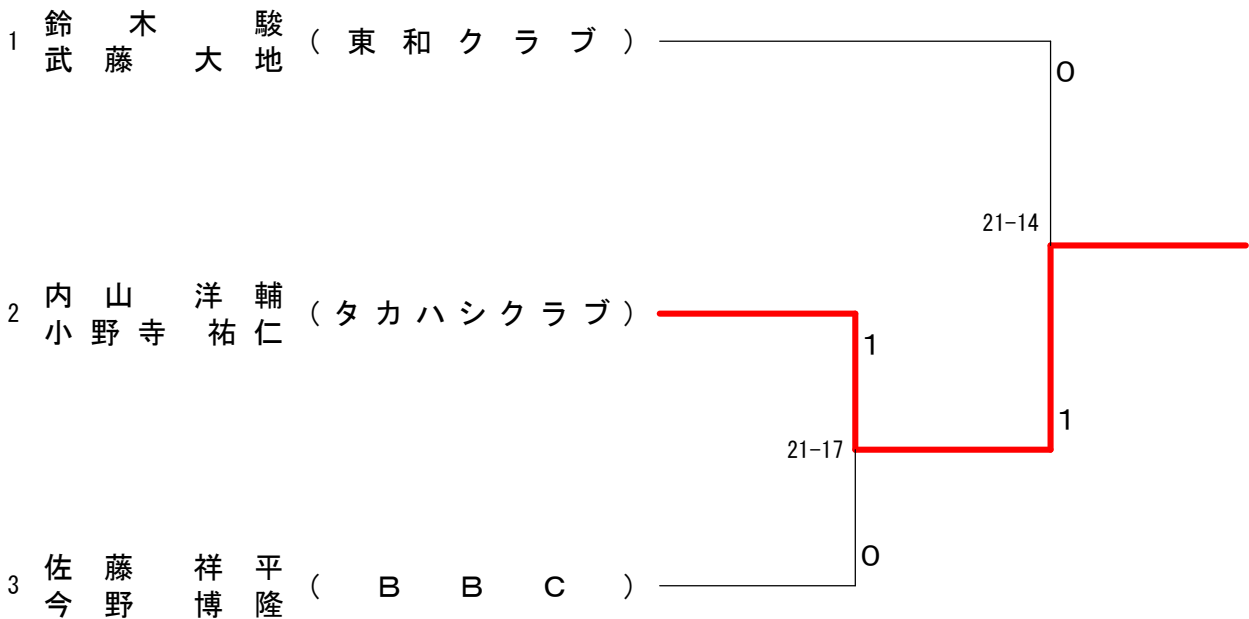 1 鈴木 駿 (東和クラブ)
武藤 大地
0
21-14
2 内山 洋輔 (タカハシクラブ)
小野寺 祐仁
1
1
21-17
0
3 佐藤 祥平 (BBC)
今野 博隆